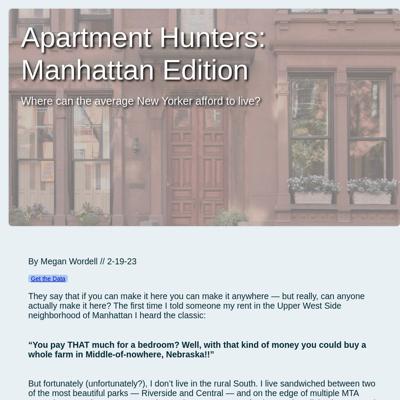 Apartment Hunters:
Manhattan Edition
Where can the average New Yorker afford to live?
By Megan Wordell // 2-19-23
Get the Data
They say that if you can make it here you can make it anywhere — but really, can anyone
actually make it here? The first time I told someone my rent in the Upper West Side
neighborhood of Manhattan I heard the classic:
“You pay THAT much for a bedroom? Well, with that kind of money you could buy a
whole farm in Middle-of-nowhere, Nebraska!!”
But fortunately (unfortunately?), I don’t live in the rural South. I live sandwiched between two
of the most beautiful parks — Riverside and Central — and on the edge of multiple MTA